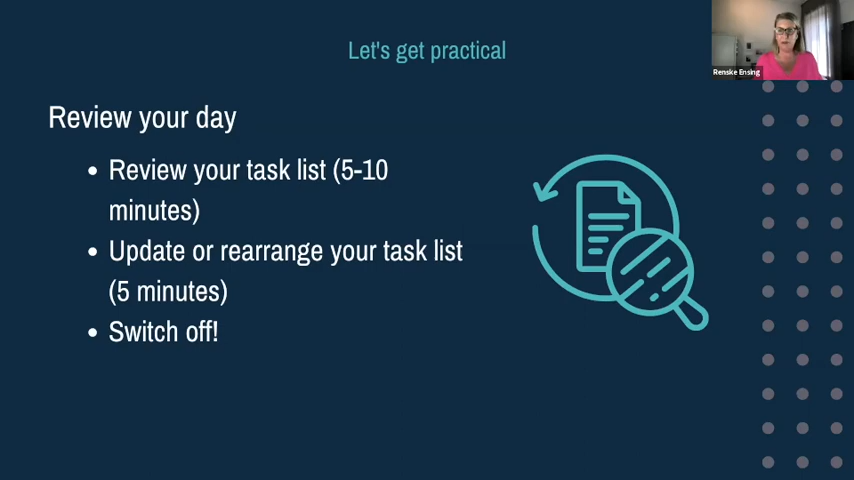 Let's get practical
Renske Ensing
Review your day
• Review your task list (5-10
minutes)
• Update or rearrange your task list
(5 minutes)
• Switch off!